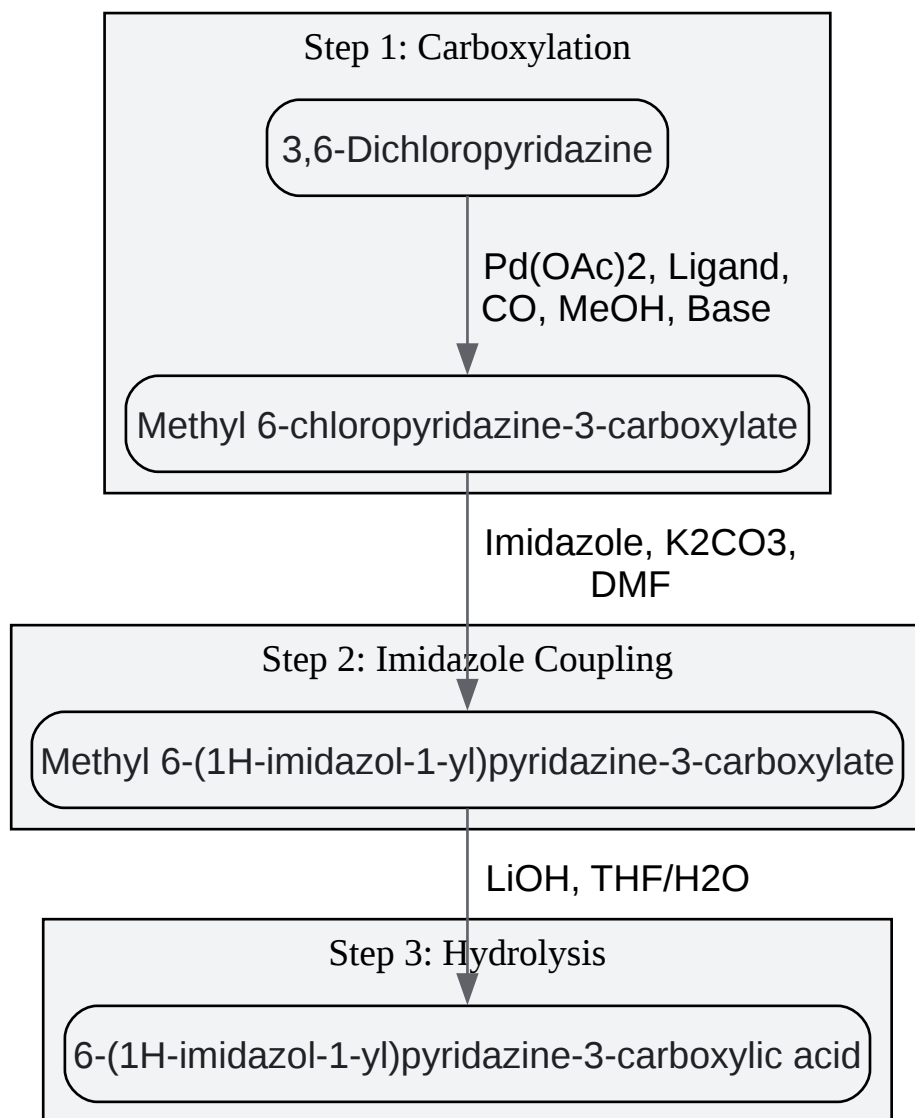 Step 1: Carboxylation
3,6-Dichloropyridazine
Pd(OAc)2, Ligand,
CO, MeOH, Base
Methyl 6-chloropyridazine-3-carboxylate
Imidazole, K2CO3,
DMF
Step 2: Imidazole Coupling
Methyl 6-(1H-imidazol-1-yl)pyridazine-3-carboxylate
LiOH, THF/H2O
Step 3: Hydrolysis
6-(1H-imidazol-1-yl)pyridazine-3-carboxylic acid